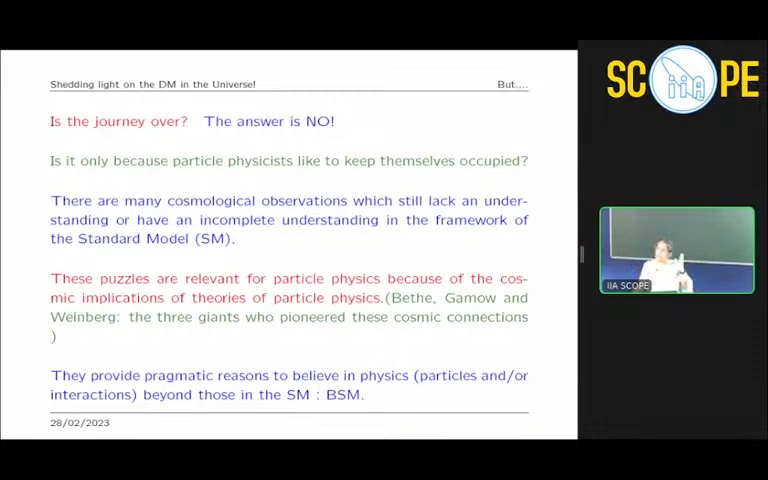 Shedding light on the DM in the Universe! But....
Is the journey over? The answer is NO!
Is it only because particle physicists like to keep themselves occupied?
There are many cosmological observations which still lack an under-
standing or have an incomplete understanding in the framework of
the Standard Model (SM).
These puzzles are relevant for particle physics because of the cos-
mic implications of theories of particle physics.(Bethe, Gamow and
Weinberg: the three giants who pioneered these cosmic connections
)
They provide pragmatic reasons to believe in physics (particles and/or
interactions) beyond those in the SM : BSM.
28/02/2023
SC iiA PE
IIA SCOPE